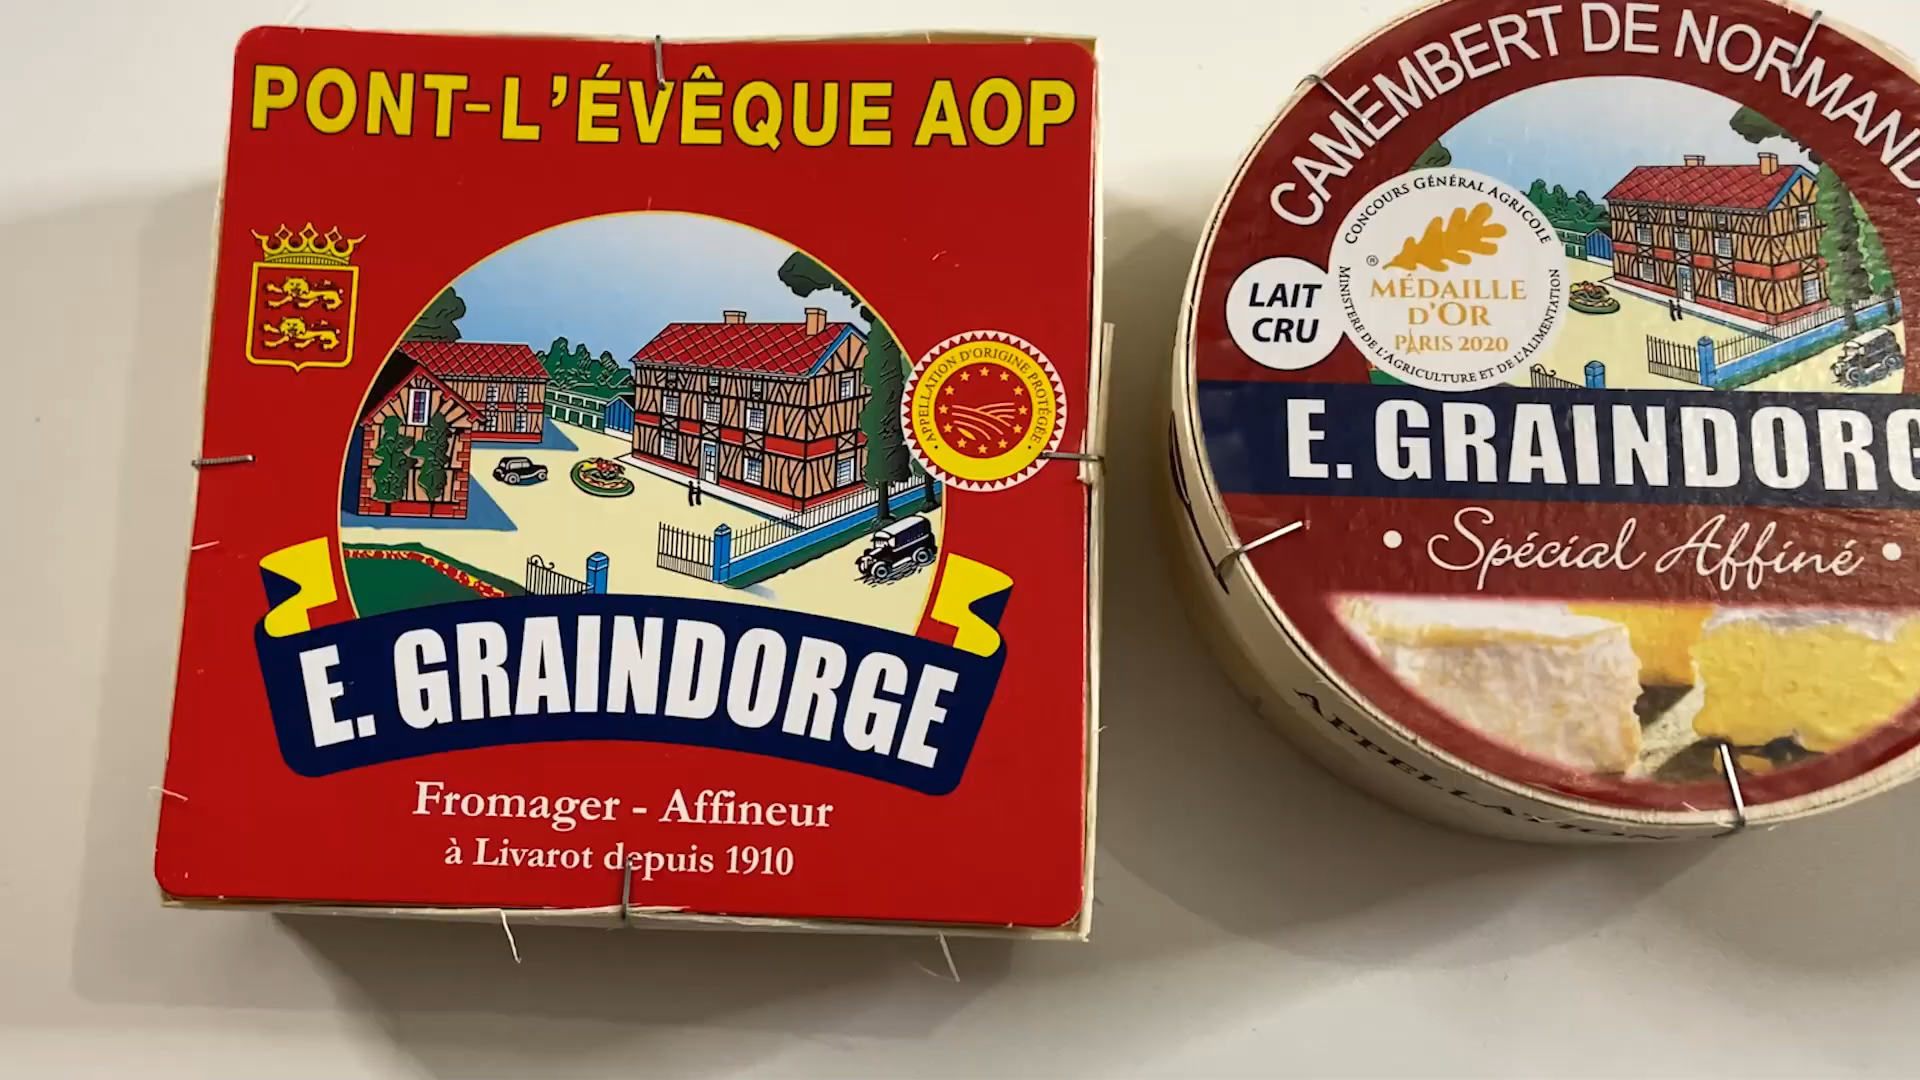 PONT-L'ÉVÊQUE AOP
APPELLATION D'ORIGINE PROTÉGÉE
E. GRAINDORGE
Fromager - Affineur
à Livarot depuis 1910
CAMEMBERT DE NORMAND
CONCOURS GÉNÉRAL AGRICOLE
MINISTÈRE DE L'AGRICULTURE ET DE L'ALIMENTATION
®
MÉDAILLE
D'OR
PARIS 2020
LAIT
CRU
E. GRAINDORG
• Spécial Affiné •
APPELLATION